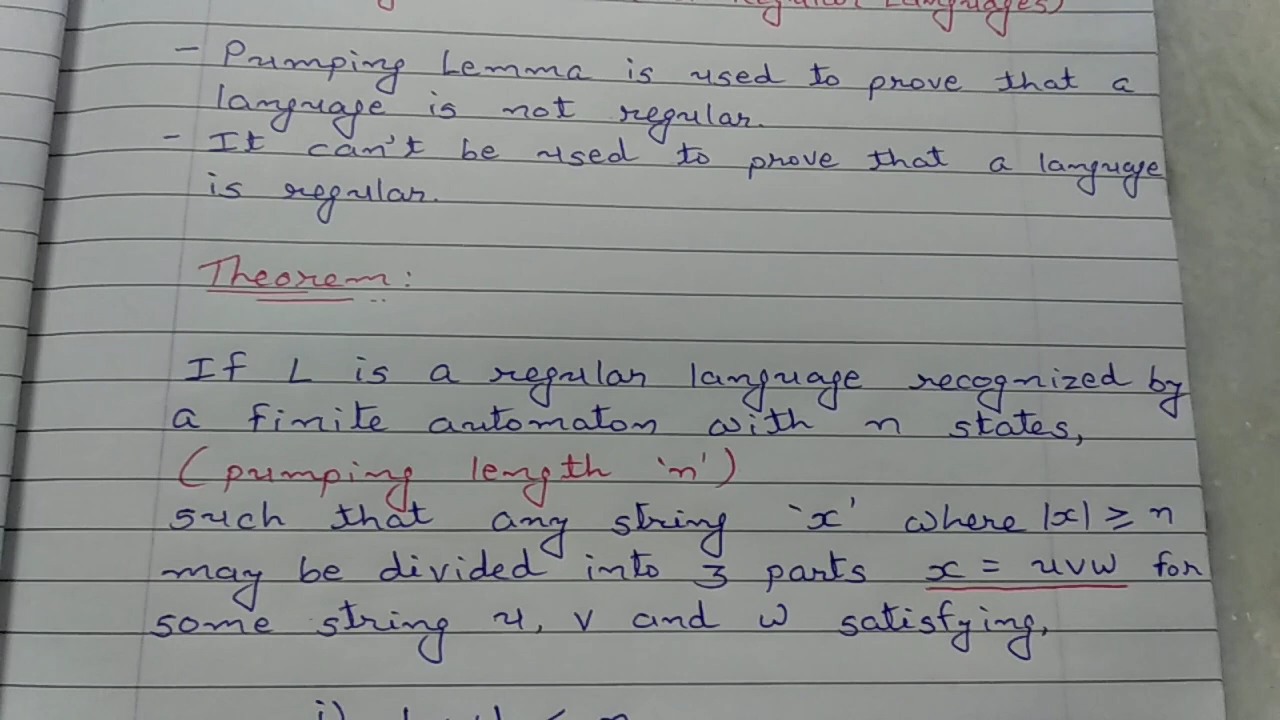 Regular Languages)
- Pumping Lemma is used to prove that a
language is not regular.
- It can't be used to prove that a language
is regular.
Theorem:
If L is a regular language recognized by
a finite automaton with n states,
(pumping length 'n')
such that any string 'x' where |x| ≥ n
may be divided into 3 parts x = uvw for
some string u, v and w satisfying,
i)